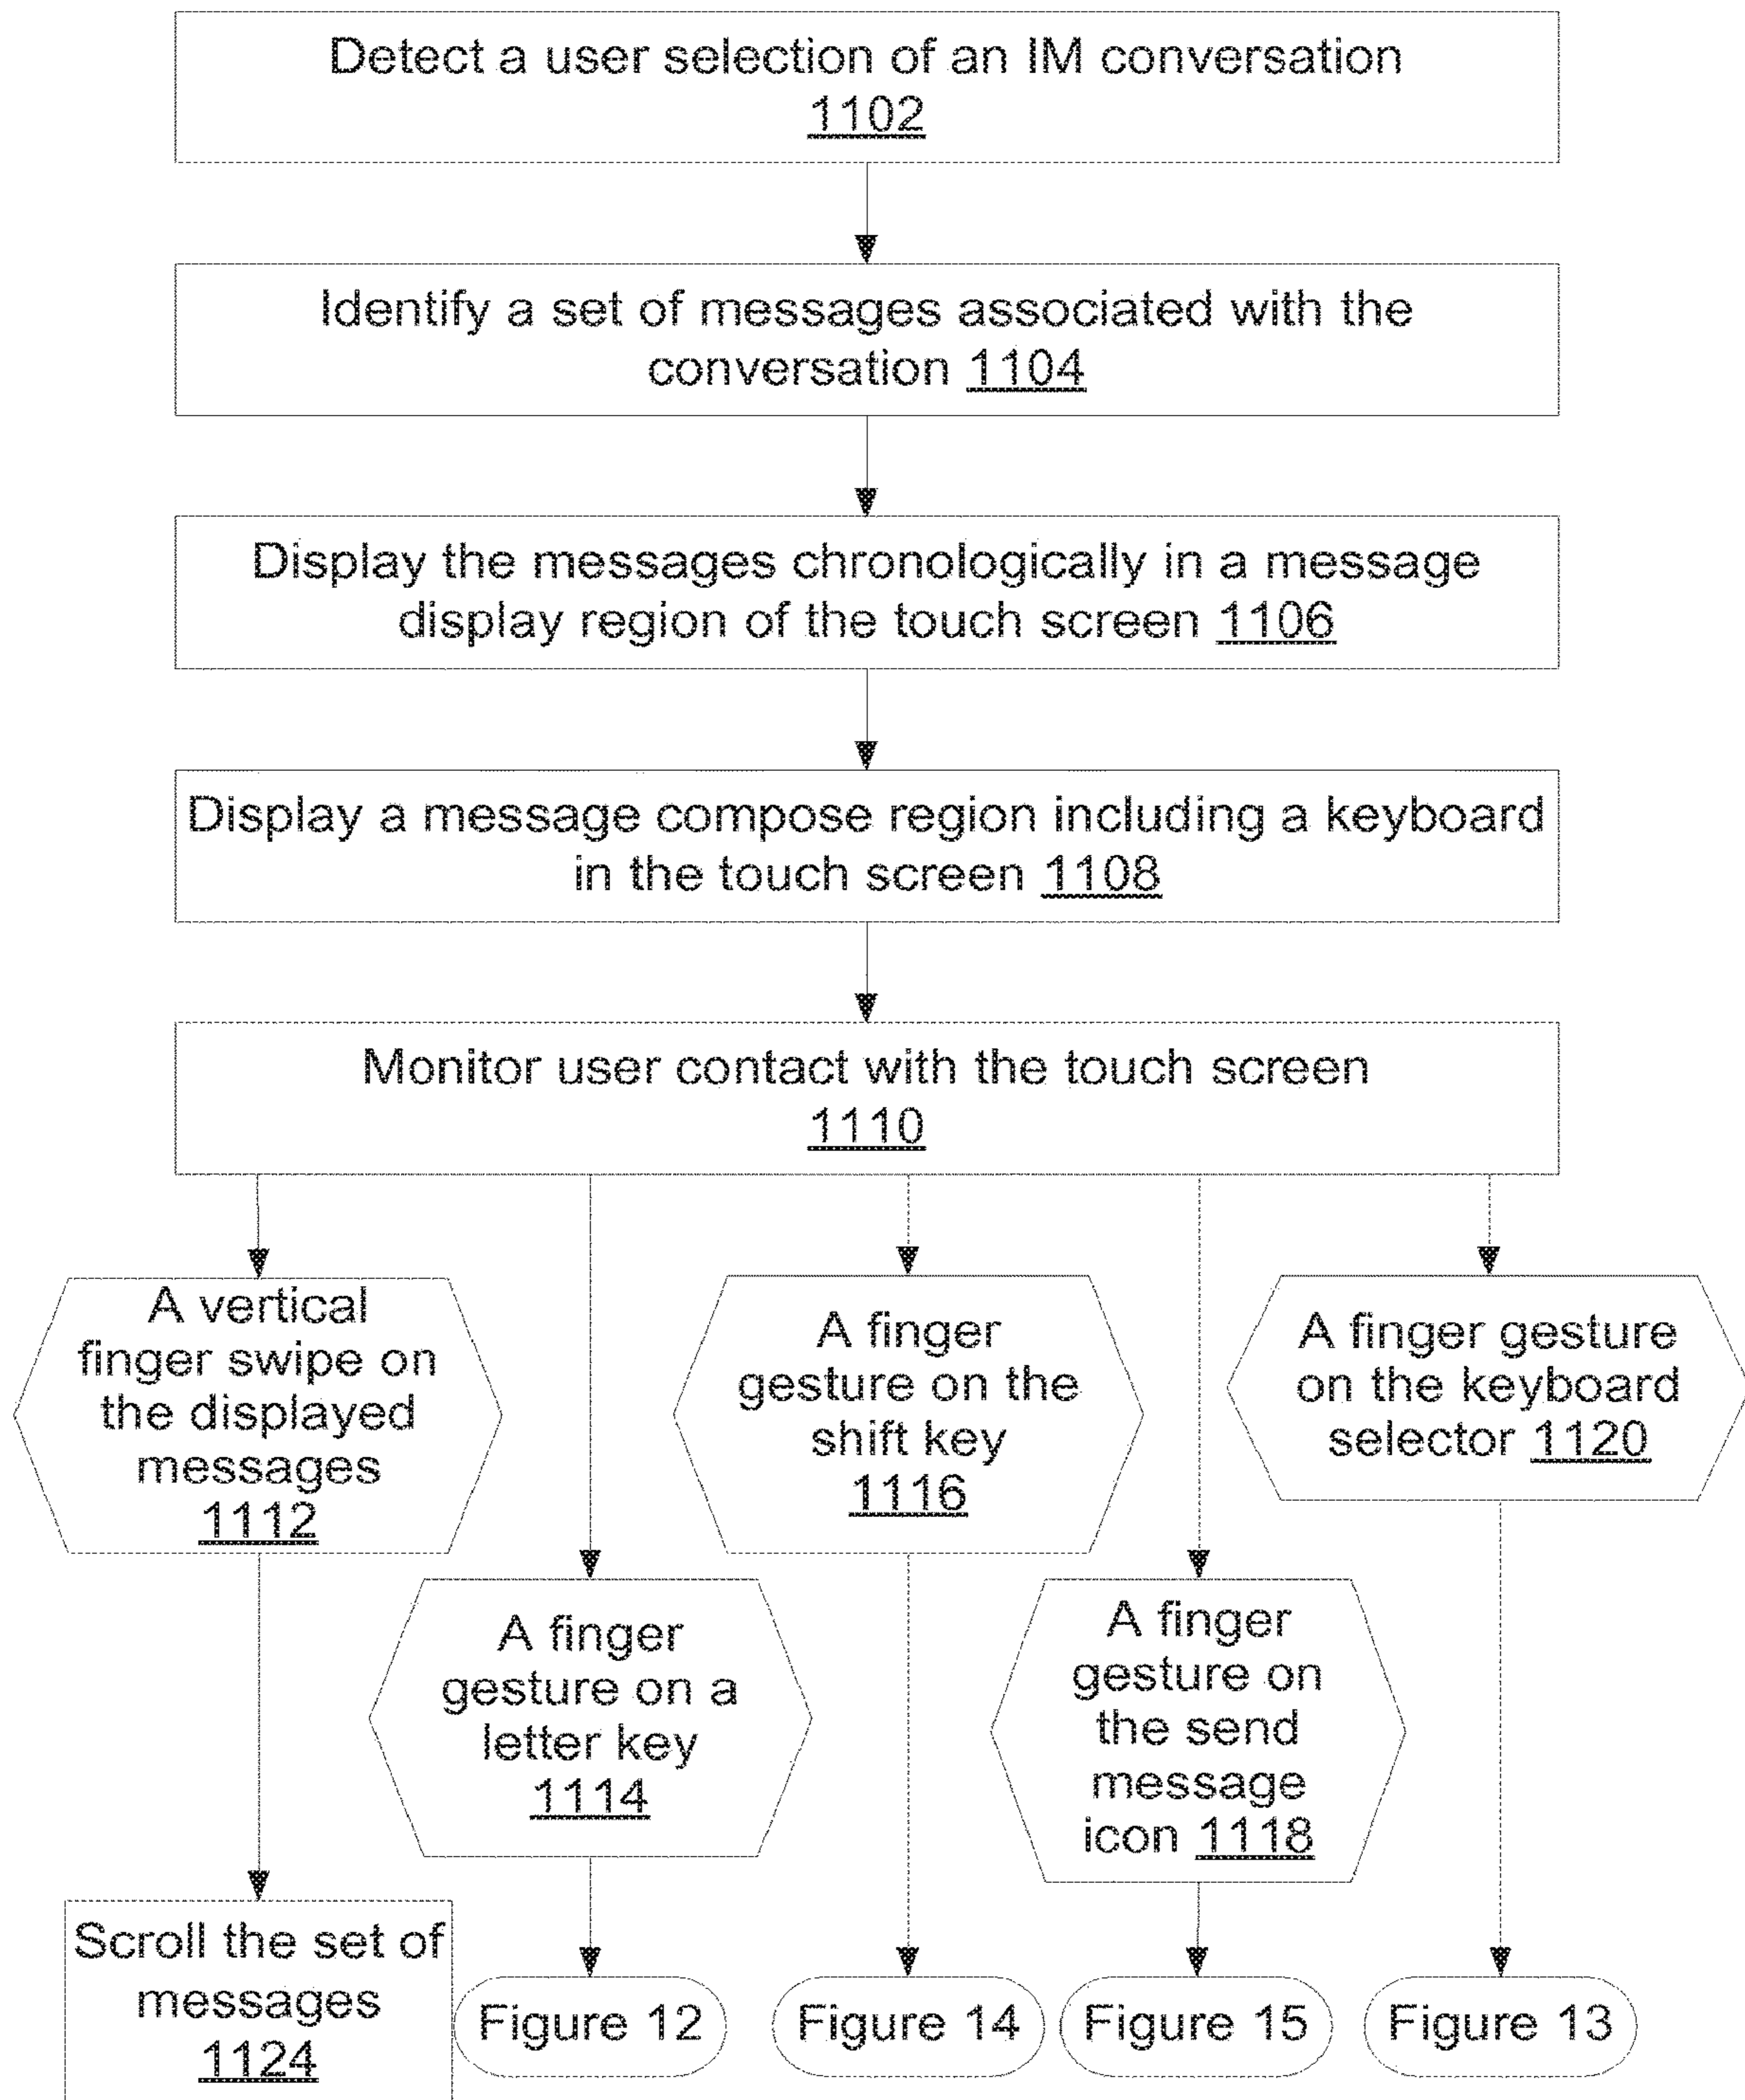 Detect a user selection of an IM conversation
1102
Identify a set of messages associated with the
conversation 1104
Display the messages chronologically in a message
display region of the touch screen 1106
Display a message compose region including a keyboard
in the touch screen 1108
Monitor user contact with the touch screen
1110
A vertical
finger swipe on
the displayed
messages
1112
A finger
gesture on the
shift key
1116
A finger gesture
on the keyboard
selector 1120
A finger
gesture on a
letter key
1114
A finger
gesture on
the send
message
icon 1118
Scroll the set of
messages
1124
Figure 12
Figure 14
Figure 15
Figure 13